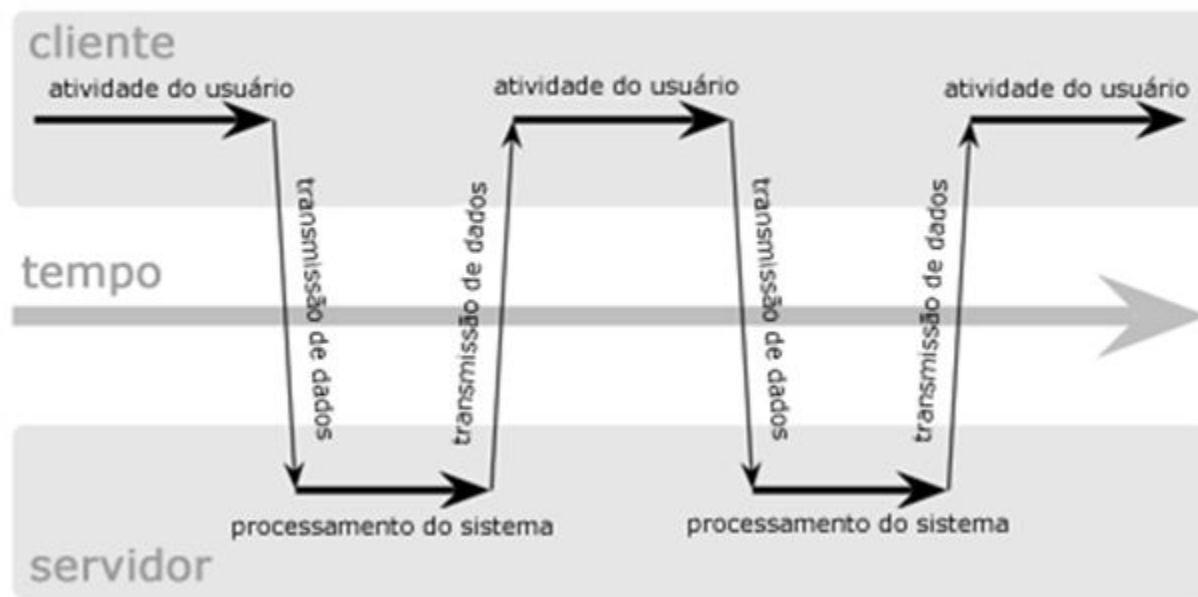 cliente
atividade do usuário
atividade do usuário
atividade do usuário
transmissão de dados
transmissão de dados
transmissão de dados
transmissão de dados
tempo
processamento do sistema
processamento do sistema
servidor